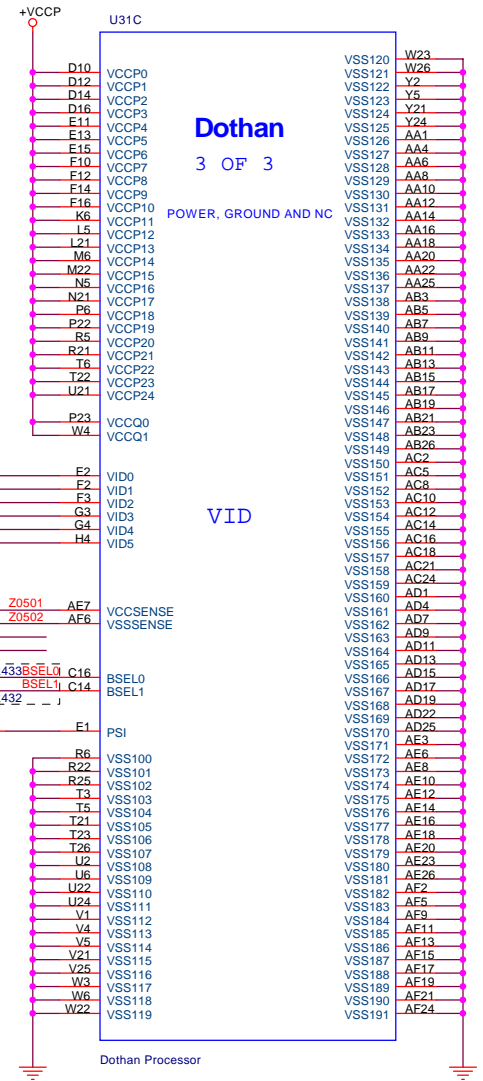 +VCCP
U31C
D10 VCCP0
D12 VCCP1
D14 VCCP2
D16 VCCP3
E11 VCCP4
E13 VCCP5
E15 VCCP6
F10 VCCP7
F12 VCCP8
F14 VCCP9
F16 VCCP10
K6 VCCP11
L5 VCCP12
L21 VCCP13
M6 VCCP14
M22 VCCP15
N5 VCCP16
N21 VCCP17
P6 VCCP18
P22 VCCP19
R5 VCCP20
R21 VCCP21
T6 VCCP22
T22 VCCP23
U21 VCCP24
P23 VCCQ0
W4 VCCQ1
E2 VID0
F2 VID1
F3 VID2
G3 VID3
G4 VID4
H4 VID5
Z0501 AE7 VCCSENSE
Z0502 AF6 VSSSENSE
433 BSEL0 C16 BSEL0
BSEL1 C14 BSEL1
432
E1 PSI
R6 VSS100
R22 VSS101
R25 VSS102
T3 VSS103
T5 VSS104
T21 VSS105
T23 VSS106
T26 VSS107
U2 VSS108
U6 VSS109
U22 VSS110
U24 VSS111
V1 VSS112
V4 VSS113
V5 VSS114
V21 VSS115
V25 VSS116
W3 VSS117
W6 VSS118
W22 VSS119
Dothan
3 OF 3
POWER, GROUND AND NC
VID
VSS120 W23
VSS121 W26
VSS122 Y2
VSS123 Y5
VSS124 Y21
VSS125 Y24
VSS126 AA1
VSS127 AA4
VSS128 AA6
VSS129 AA8
VSS130 AA10
VSS131 AA12
VSS132 AA14
VSS133 AA16
VSS134 AA18
VSS135 AA20
VSS136 AA22
VSS137 AA25
VSS138 AB3
VSS139 AB5
VSS140 AB7
VSS141 AB9
VSS142 AB11
VSS143 AB13
VSS144 AB15
VSS145 AB17
VSS146 AB19
VSS147 AB21
VSS148 AB23
VSS149 AB26
VSS150 AC2
VSS151 AC5
VSS152 AC8
VSS153 AC10
VSS154 AC12
VSS155 AC14
VSS156 AC16
VSS157 AC18
VSS158 AC21
VSS159 AC24
VSS160 AD1
VSS161 AD4
VSS162 AD7
VSS163 AD9
VSS164 AD11
VSS165 AD13
VSS166 AD15
VSS167 AD17
VSS168 AD19
VSS169 AD22
VSS170 AD25
VSS171 AE3
VSS172 AE6
VSS173 AE8
VSS174 AE10
VSS175 AE12
VSS176 AE14
VSS177 AE16
VSS178 AE18
VSS179 AE20
VSS180 AE23
VSS181 AE26
VSS182 AF2
VSS183 AF5
VSS184 AF9
VSS185 AF11
VSS186 AF13
VSS187 AF15
VSS188 AF17
VSS189 AF19
VSS190 AF21
VSS191 AF24
Dothan Processor